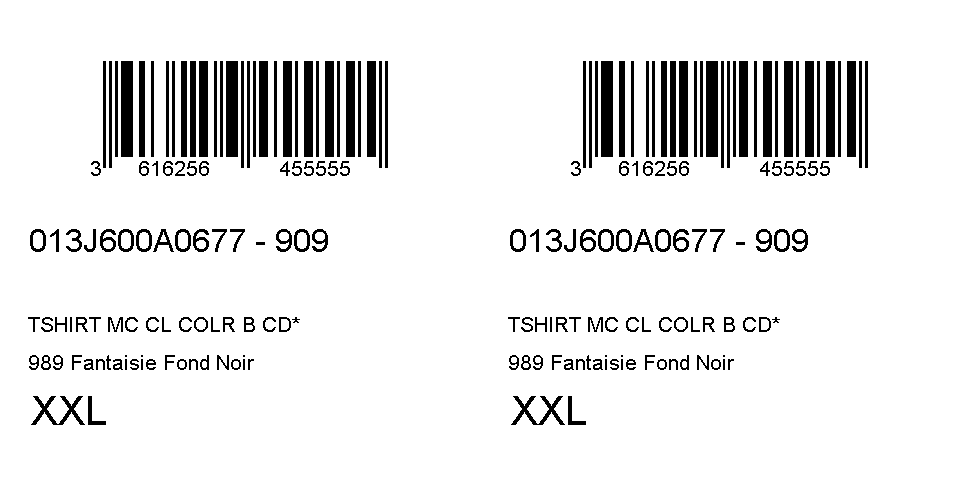 3 616256 455555
013J600A0677 - 909
TSHIRT MC CL COLR B CD*
989 Fantaisie Fond Noir
XXL
3 616256 455555
013J600A0677 - 909
TSHIRT MC CL COLR B CD*
989 Fantaisie Fond Noir
XXL